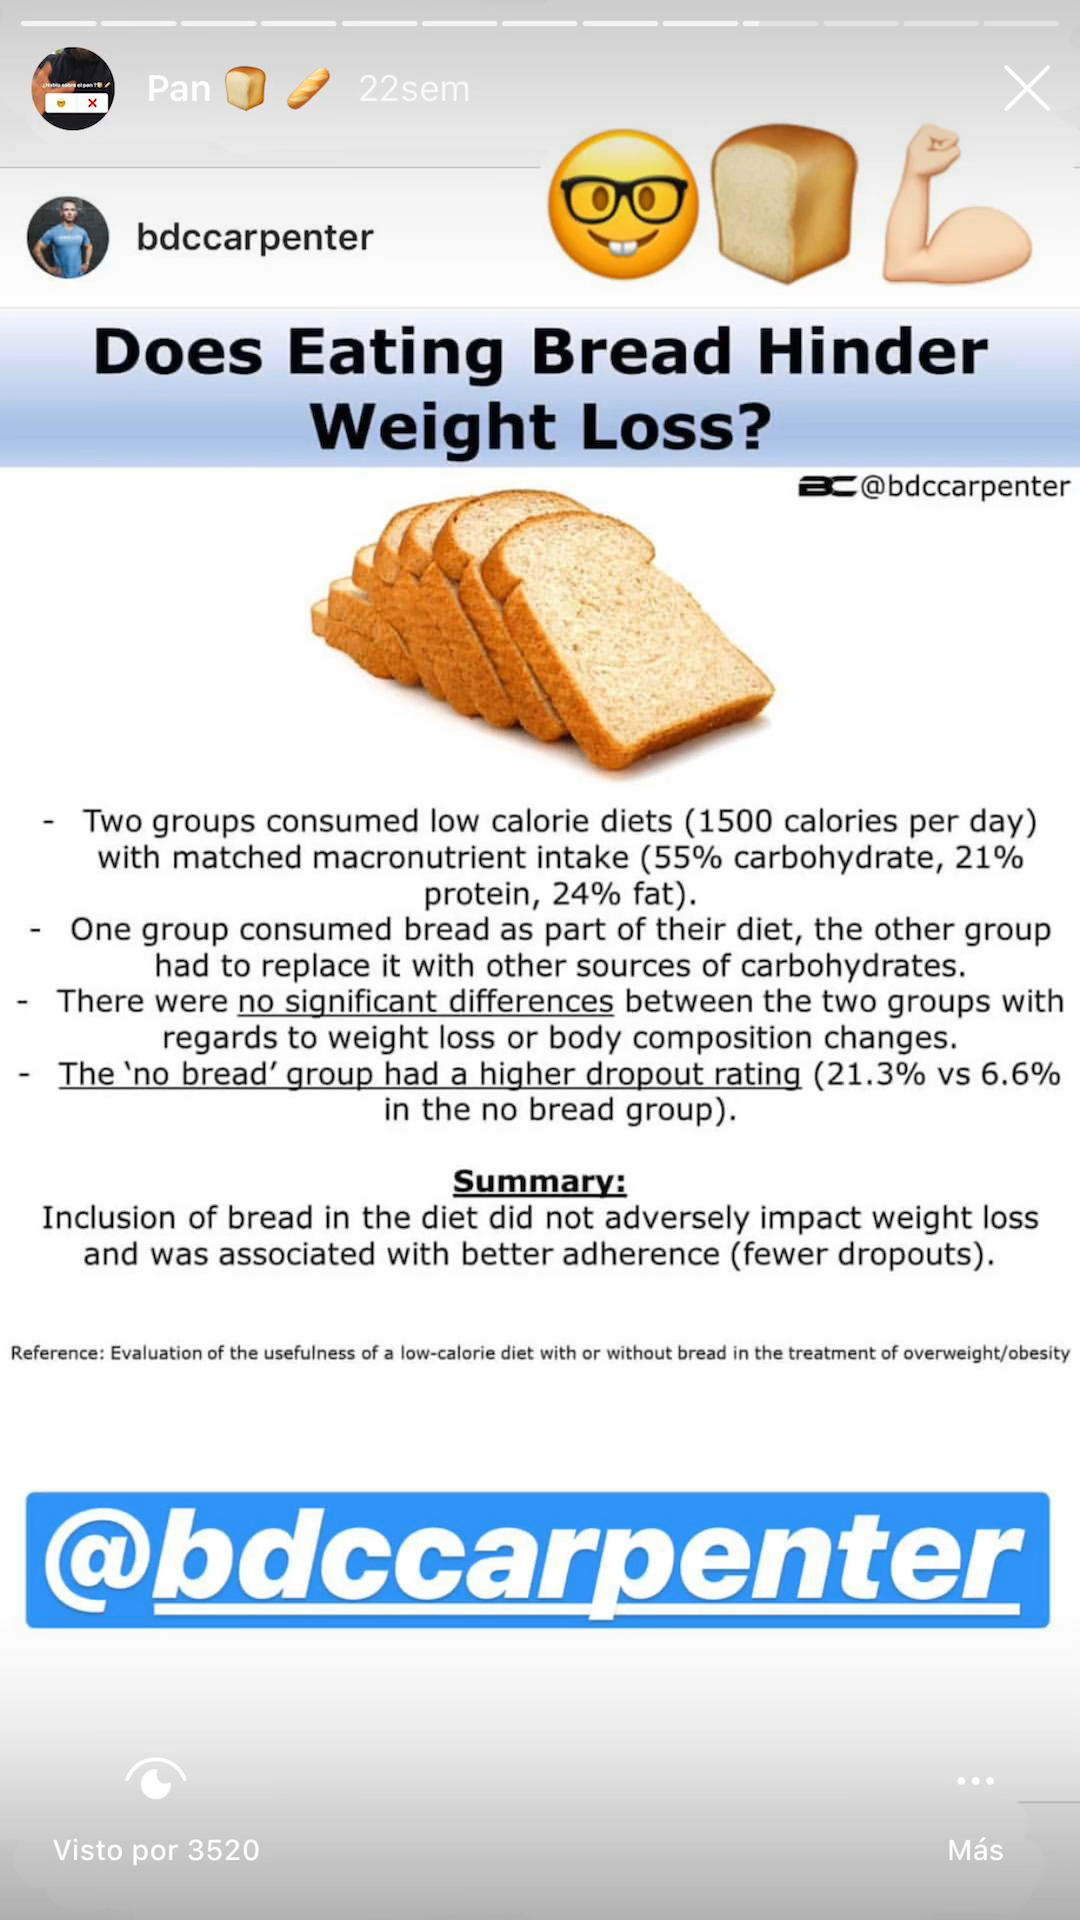 Pan 🍞 🥖 22sem
bdccarpenter
Does Eating Bread Hinder
Weight Loss?
BC @bdccarpenter
- Two groups consumed low calorie diets (1500 calories per day)
with matched macronutrient intake (55% carbohydrate, 21%
protein, 24% fat).
- One group consumed bread as part of their diet, the other group
had to replace it with other sources of carbohydrates.
- There were no significant differences between the two groups with
regards to weight loss or body composition changes.
- The ‘no bread’ group had a higher dropout rating (21.3% vs 6.6%
in the no bread group).
Summary:
Inclusion of bread in the diet did not adversely impact weight loss
and was associated with better adherence (fewer dropouts).
Reference: Evaluation of the usefulness of a low-calorie diet with or without bread in the treatment of overweight/obesity
@bdccarpenter
Visto por 3520
Más